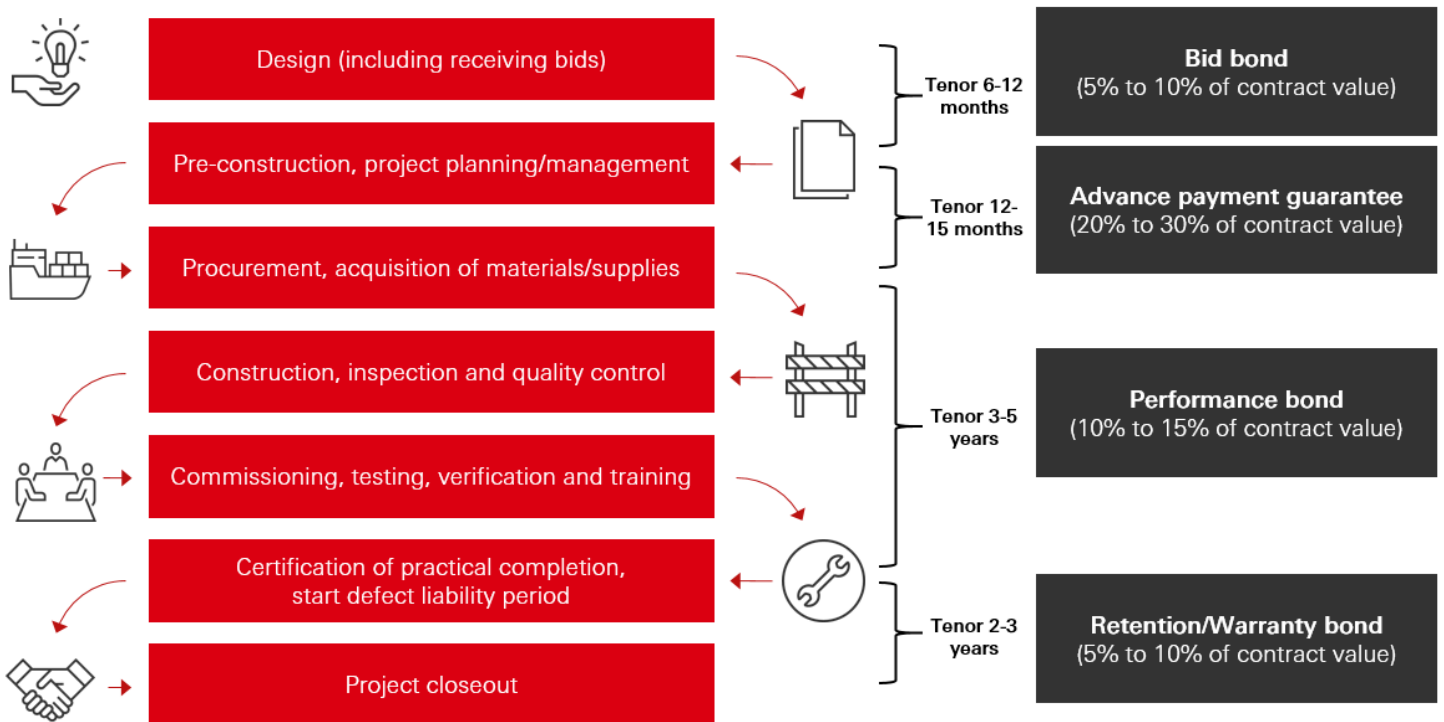 Design (including receiving bids)
Pre-construction, project planning/management
Procurement, acquisition of materials/supplies
Construction, inspection and quality control
Commissioning, testing, verification and training
Certification of practical completion,
start defect liability period
Project closeout
Tenor 6-12
months
Tenor 12-
15 months
Tenor 3-5
years
Tenor 2-3
years
Bid bond
(5% to 10% of contract value)
Advance payment guarantee
(20% to 30% of contract value)
Performance bond
(10% to 15% of contract value)
Retention/Warranty bond
(5% to 10% of contract value)